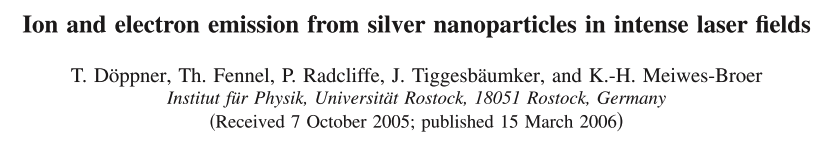 Ion and electron emission from silver nanoparticles in intense laser fields
T. Döppner, Th. Fennel, P. Radcliffe, J. Tiggesbäumker, and K.-H. Meiwes-Broer
Institut für Physik, Universität Rostock, 18051 Rostock, Germany
(Received 7 October 2005; published 15 March 2006)